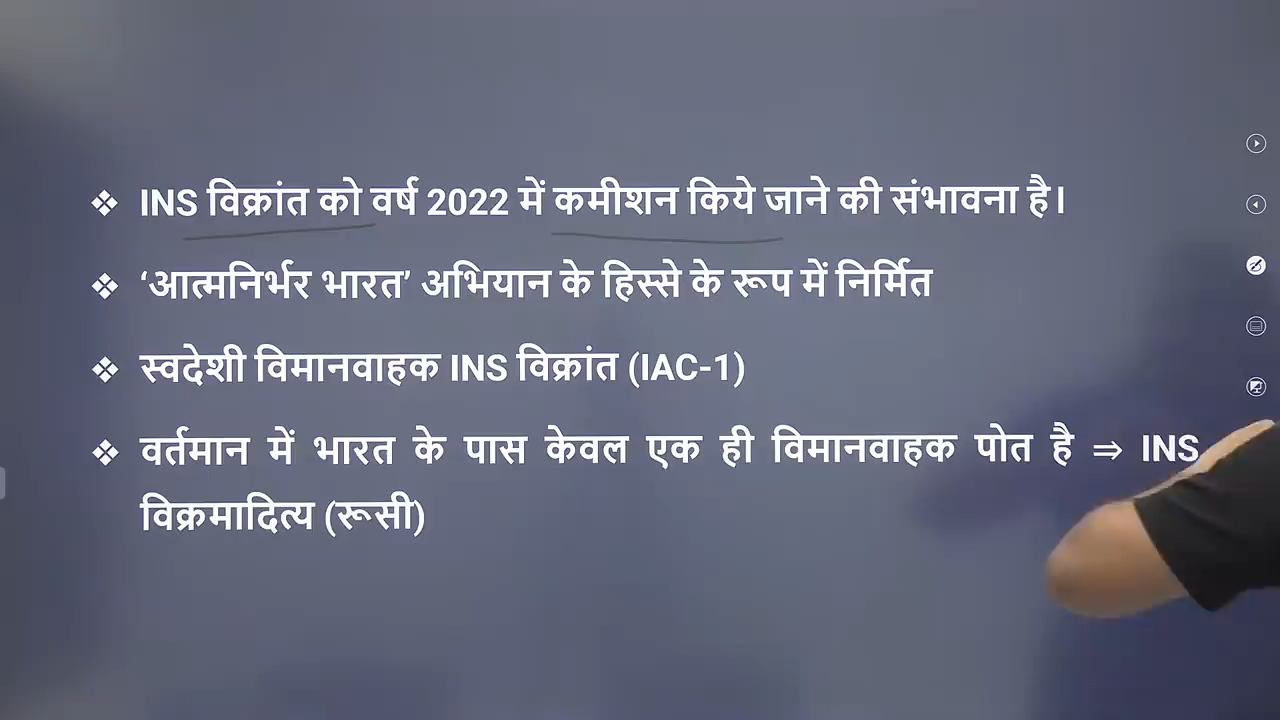 ❖ INS विक्रांत को वर्ष 2022 में कमीशन किये जाने की संभावना है।
❖ ‘आत्मनिर्भर भारत’ अभियान के हिस्से के रूप में निर्मित
❖ स्वदेशी विमानवाहक INS विक्रांत (IAC-1)
❖ वर्तमान में भारत के पास केवल एक ही विमानवाहक पोत है ⇒ INS
विक्रमादित्य (रूसी)